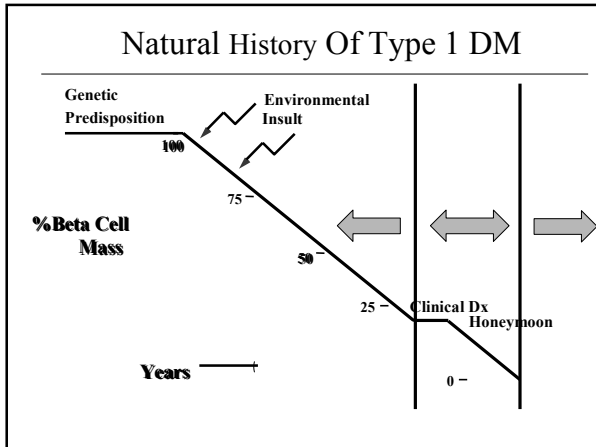 Natural History Of Type 1 DM
Genetic
Predisposition
Environmental
Insult
100
75
%Beta Cell
Mass
50
25
Clinical Dx
Honeymoon
Years
0